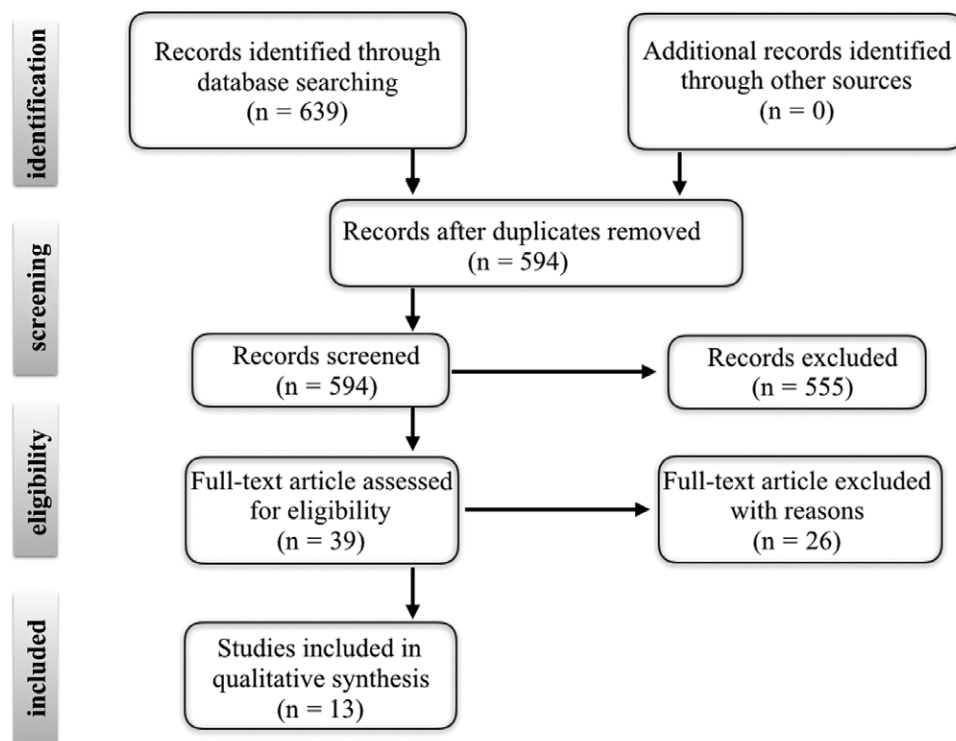 identification
Records identified through
database searching
(n = 639)
Additional records identified
through other sources
(n = 0)
screening
Records after duplicates removed
(n = 594)
Records screened
(n = 594)
Records excluded
(n = 555)
eligibility
Full-text article assessed
for eligibility
(n = 39)
Full-text article excluded
with reasons
(n = 26)
included
Studies included in
qualitative synthesis
(n = 13)